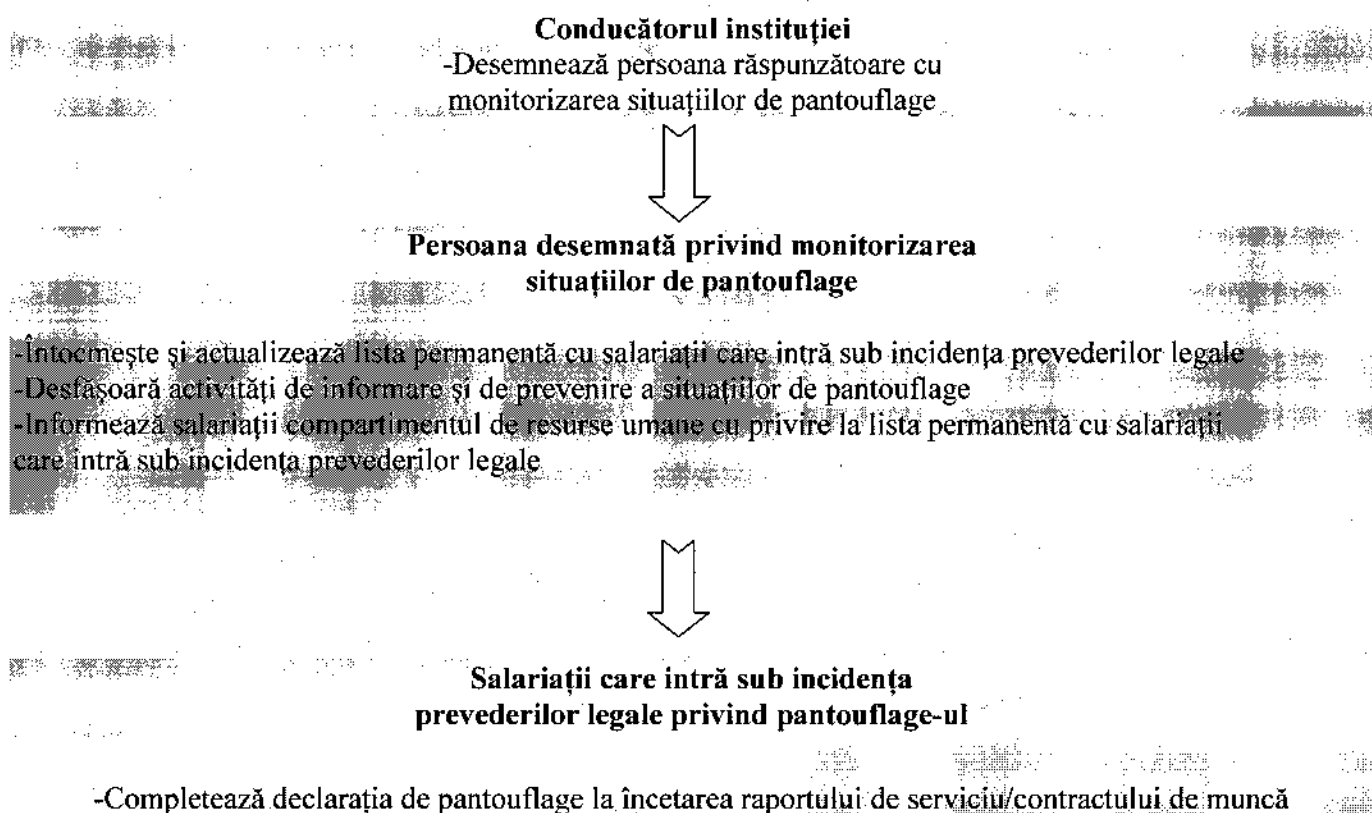 Conducătorul instituției
-Desemnează persoana răspunzătoare cu
monitorizarea situațiilor de pantouflage
Persoana desemnată privind monitorizarea
situațiilor de pantouflage
-Întocmește și actualizează lista permanentă cu salariații care intră sub incidența prevederilor legale
-Desfășoară activități de informare și de prevenire a situațiilor de pantouflage
-Informează salariații compartimentul de resurse umane cu privire la lista permanentă cu salariații
care intră sub incidența prevederilor legale
Salariații care intră sub incidența
prevederilor legale privind pantouflage-ul
-Completează declarația de pantouflage la încetarea raportului de serviciu/contractului de muncă